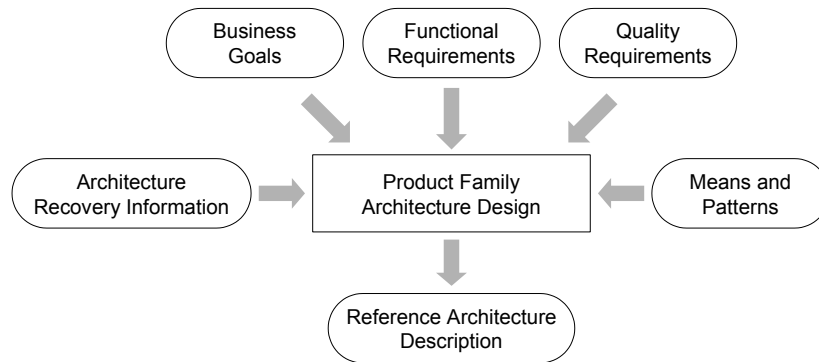 Business
Goals
Functional
Requirements
Quality
Requirements
Architecture
Recovery Information
Product Family
Architecture Design
Means and
Patterns
Reference Architecture
Description